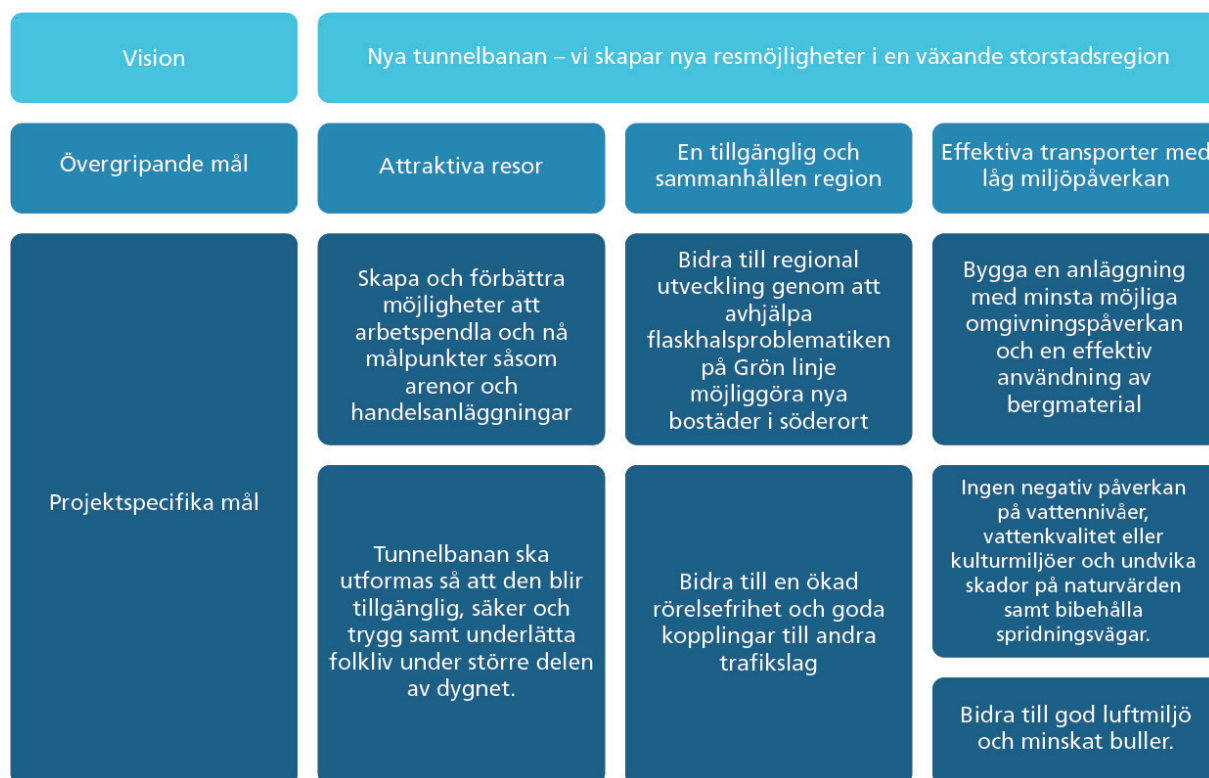 Vision
Nya tunnelbanan – vi skapar nya resmöjligheter i en växande storstadsregion
Övergripande mål
Attraktiva resor
En tillgänglig och
sammanhållen region
Effektiva transporter med
låg miljöpåverkan
Projektspecifika mål
Skapa och förbättra
möjligheter att
arbetspendla och nå
målpunkter såsom
arenor och
handelsanläggningar
Bidra till regional
utveckling genom att
avhjälpa
flaskhalsproblematiken
på Grön linje
möjliggöra nya
bostäder i söderort
Bygga en anläggning
med minsta möjliga
omgivningspåverkan
och en effektiv
användning av
bergmaterial
Tunnelbanan ska
utformas så att den blir
tillgänglig, säker och
trygg samt underlätta
folkliv under större delen
av dygnet.
Bidra till en ökad
rörelsefrihet och goda
kopplingar till andra
trafikslag
Ingen negativ påverkan
på vattennivåer,
vattenkvalitet eller
kulturmiljöer och undvika
skador på naturvärden
samt bibehålla
spridningsvägar.
Bidra till god luftmiljö
och minskat buller.